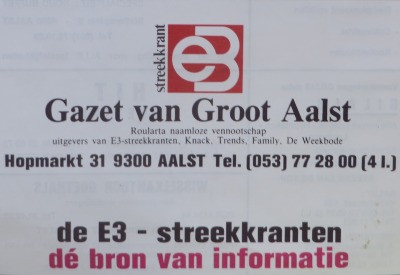 streekkrant
e3
Gazet van Groot Aalst
Roularta naamloze vennootschap
uitgevers van E3-streekkranten, Knack, Trends, Family, De Weekbode
Hopmarkt 31 9300 AALST Tel. (053) 77 28 00 (4 l.)
de E3 - streekkranten
dé bron van informatie